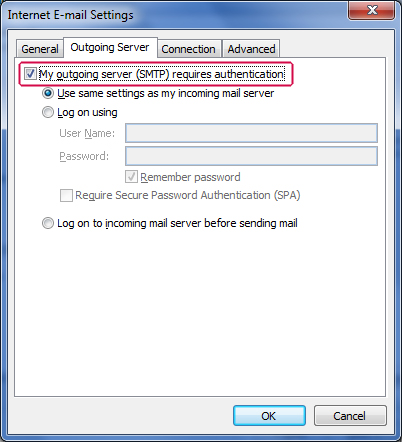 Internet E-mail Settings
General Outgoing Server Connection Advanced
My outgoing server (SMTP) requires authentication
Use same settings as my incoming mail server
Log on using
User Name:
Password:
Remember password
Require Secure Password Authentication (SPA)
Log on to incoming mail server before sending mail
OK Cancel